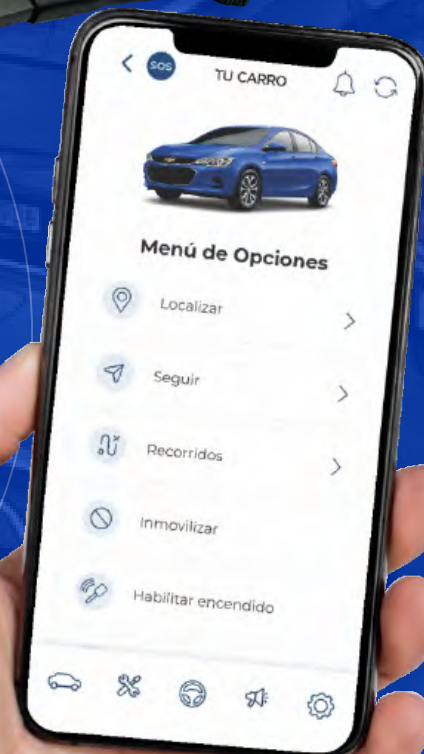 SOS
TU CARRO
Menú de Opciones
Localizar
Seguir
Recorridos
Inmovilizar
Habilitar encendido